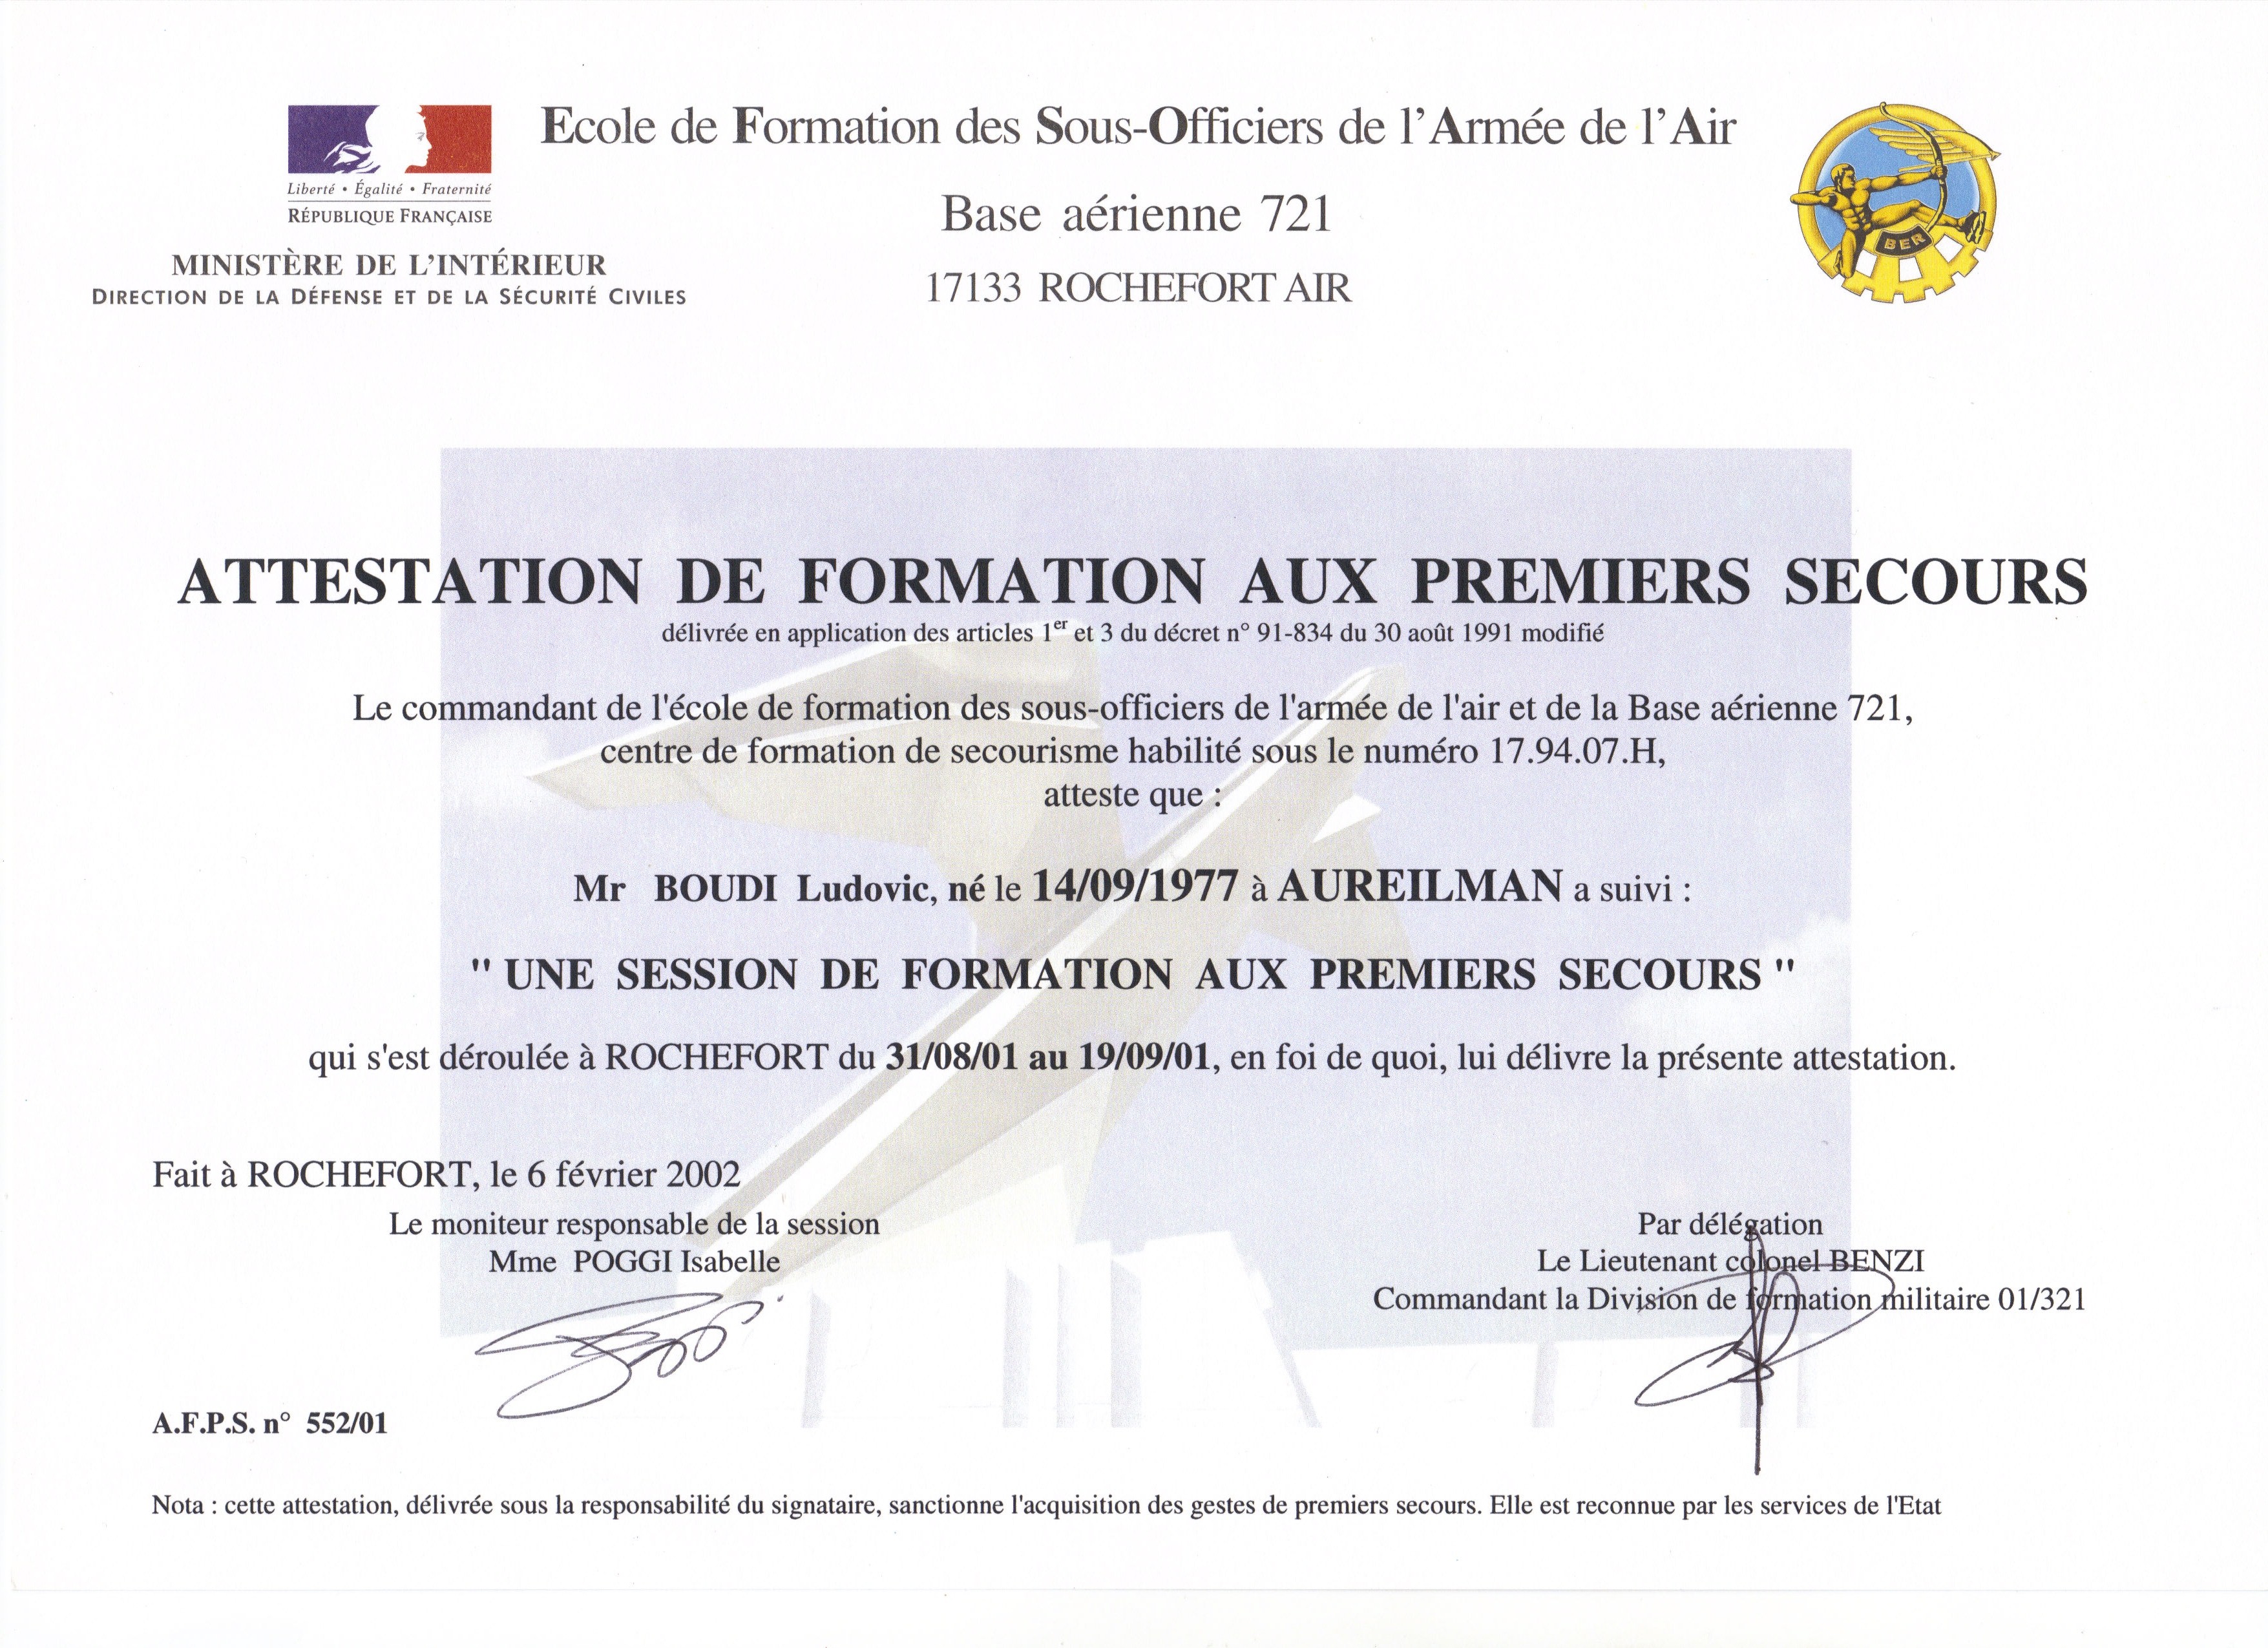 Ecole de Formation des Sous-Officiers de l'Armée de l'Air
Liberté • Égalité • Fraternité
RÉPUBLIQUE FRANÇAISE
Base aérienne 721
BER
MINISTÈRE DE L'INTÉRIEUR
DIRECTION DE LA DÉFENSE ET DE LA SÉCURITÉ CIVILES
17133 ROCHEFORT AIR
ATTESTATION DE FORMATION AUX PREMIERS SECOURS
délivrée en application des articles 1er et 3 du décret n° 91-834 du 30 août 1991 modifié
Le commandant de l'école de formation des sous-officiers de l'armée de l'air et de la Base aérienne 721,
centre de formation de secourisme habilité sous le numéro 17.94.07.H,
atteste que :
Mr BOUDI Ludovic, né le 14/09/1977 à AUREILMAN a suivi :
" UNE SESSION DE FORMATION AUX PREMIERS SECOURS "
qui s'est déroulée à ROCHEFORT du 31/08/01 au 19/09/01, en foi de quoi, lui délivre la présente attestation.
Fait à ROCHEFORT, le 6 février 2002
Le moniteur responsable de la session
Mme POGGI Isabelle
Par délégation
Le Lieutenant colonel BENZI
Commandant la Division de formation militaire 01/321
A.F.P.S. n° 552/01
Nota : cette attestation, délivrée sous la responsabilité du signataire, sanctionne l'acquisition des gestes de premiers secours. Elle est reconnue par les services de l'Etat